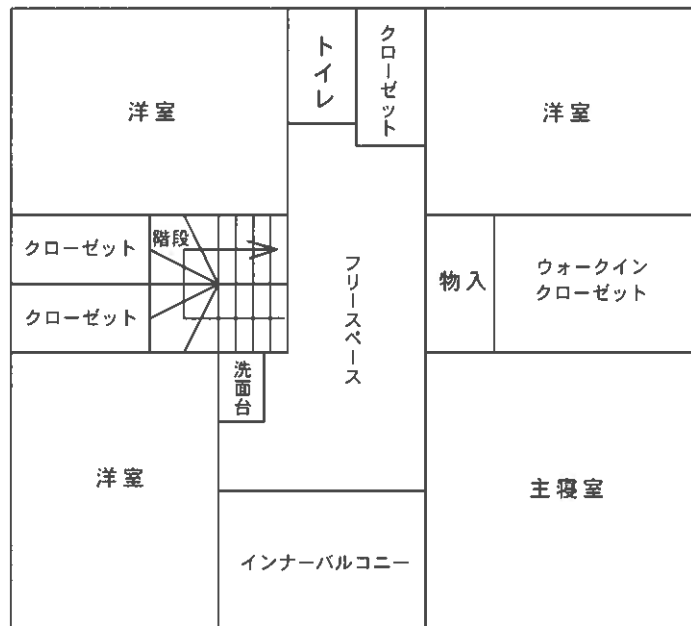 トイレ
クローゼット
洋室
洋室
クローゼット
階段
クローゼット
フリースペース
物入
ウォークイン
クローゼット
洗面台
洋室
主寝室
インナーバルコニー